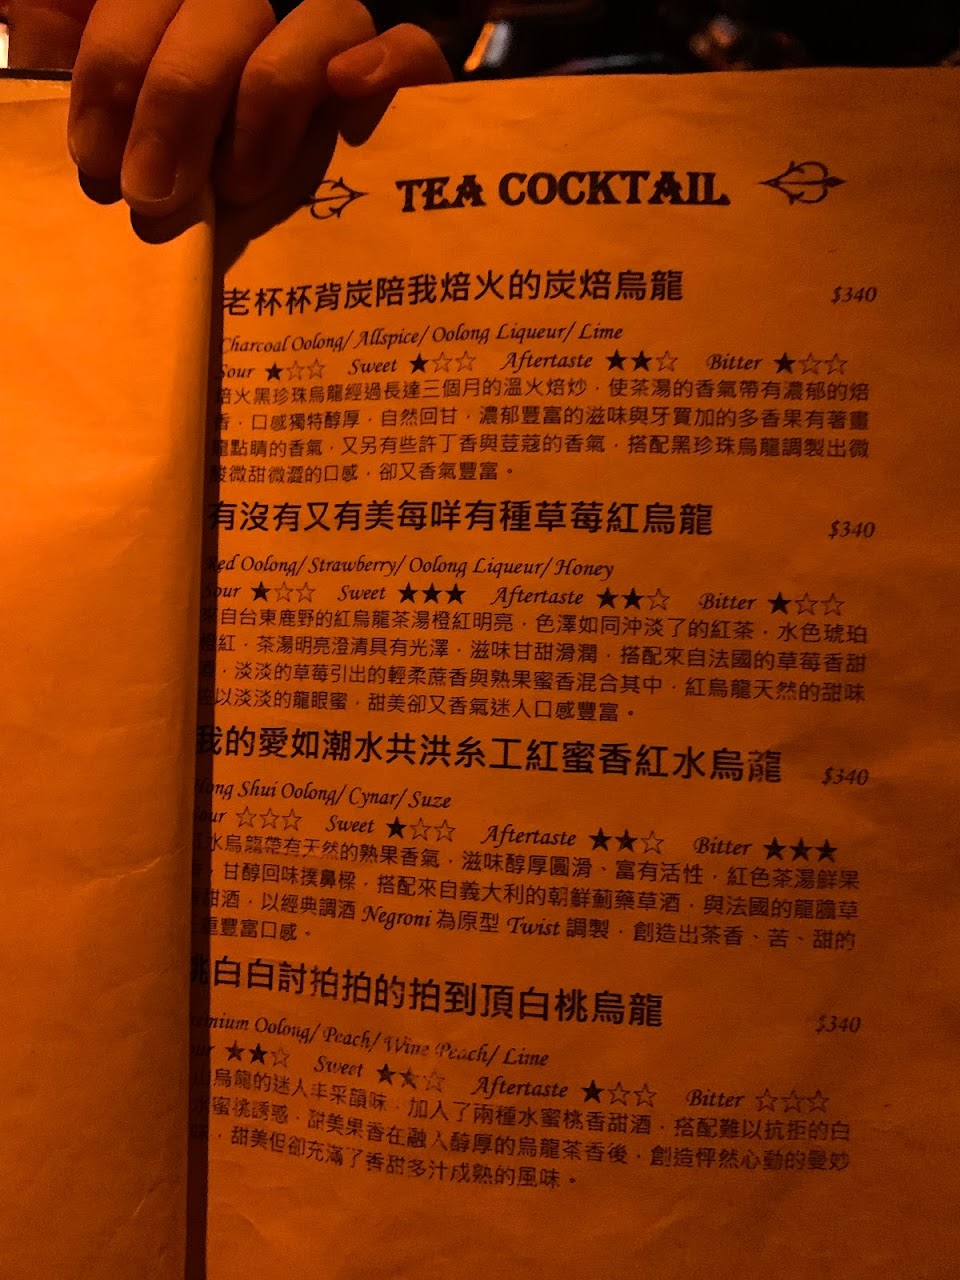 TEA COCKTAIL
老杯杯背炭陪我焙火的炭焙烏龍 $340
Charcoal Oolong/ Allspice/ Oolong Liqueur/ Lime
Sour ★☆☆ Sweet ★☆☆ Aftertaste ★★☆ Bitter ★☆☆
焙火黑珍珠烏龍經過長達三個月的溫火焙炒，使茶湯的香氣帶有濃郁的焙
香，口感獨特醇厚，自然回甘，濃郁豐富的滋味與牙買加的多香果有著畫
龍點睛的香氣，又另有些許丁香與荳蔻的香氣，搭配黑珍珠烏龍調製出微
酸微甜微澀的口感，卻又香氣豐富。
有沒有又有美每咩有種草莓紅烏龍 $340
Red Oolong/ Strawberry/ Oolong Liqueur/ Honey
Sour ★☆☆ Sweet ★★★ Aftertaste ★★☆ Bitter ★☆☆
來自台東鹿野的紅烏龍茶湯橙紅明亮，色澤如同沖淡了的紅茶，水色琥珀
橙紅，茶湯明亮澄清具有光澤，滋味甘甜滑潤，搭配來自法國的草莓香甜
，淡淡的草莓引出的輕柔蔗香與熟果蜜香混合其中，紅烏龍天然的甜味
以淡淡的龍眼蜜，甜美卻又香氣迷人口感豐富。
我的愛如潮水共洪糸工紅蜜香紅水烏龍 $340
Hong Shui Oolong/ Cynar/ Suze
Sour ☆☆☆ Sweet ★☆☆ Aftertaste ★★☆ Bitter ★★★
紅水烏龍帶有天然的熟果香氣，滋味醇厚圓滑、富有活性，紅色茶湯鮮果
，甘醇回味撲鼻樑，搭配來自義大利的朝鮮薊藥草酒，與法國的龍膽草
甜酒，以經典調酒 Negroni 為原型 Twist 調製，創造出茶香、苦、甜的
重豐富口感。
桃白白討拍拍的拍到頂白桃烏龍 $340
Premium Oolong/ Peach/ Wine Peach/ Lime
Sour ★★☆ Sweet ★★☆ Aftertaste ★☆☆ Bitter ☆☆☆
山烏龍的迷人丰采韻味，加入了兩種水蜜桃香甜酒，搭配難以抗拒的白
水蜜桃誘惑，甜美果香在融入醇厚的烏龍茶香後，創造怦然心動的曼妙
味，甜美但卻充滿了香甜多汁成熟的風味。